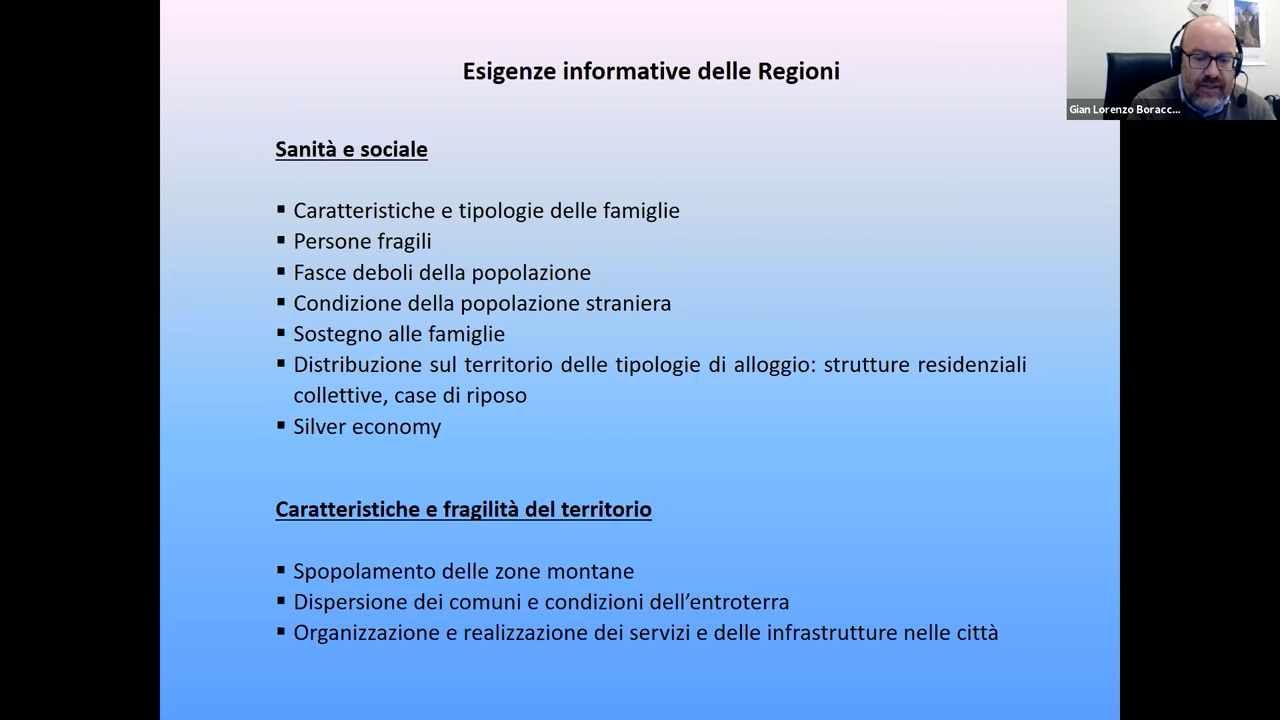 Esigenze informative delle Regioni
Gian Lorenzo Boracc...
Sanità e sociale
▪ Caratteristiche e tipologie delle famiglie
▪ Persone fragili
▪ Fasce deboli della popolazione
▪ Condizione della popolazione straniera
▪ Sostegno alle famiglie
▪ Distribuzione sul territorio delle tipologie di alloggio: strutture residenziali
collettive, case di riposo
▪ Silver economy
Caratteristiche e fragilità del territorio
▪ Spopolamento delle zone montane
▪ Dispersione dei comuni e condizioni dell’entroterra
▪ Organizzazione e realizzazione dei servizi e delle infrastrutture nelle città